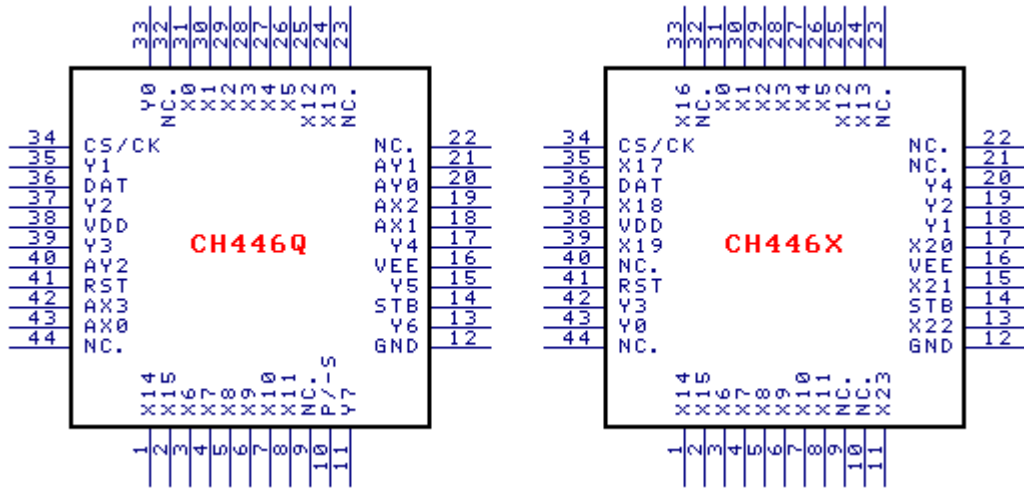 33 32 31 30 29 28 27 26 25 24 23
Y0 NC. X0 X1 X2 X3 X4 X5 X12 X13 NC.
34 CS/CK
35 Y1
36 DAT
37 Y2
38 VDD
39 Y3
40 AY2
41 RST
42 AX3
43 AX0
44 NC.
CH446Q
NC. 22
AY1 21
AY0 20
AX2 19
AX1 18
Y4 17
VEE 16
Y5 15
STB 14
Y6 13
GND 12
X14 X15 X6 X7 X8 X9 X10 X11 NC. P/-S Y7
1 2 3 4 5 6 7 8 9 10 11
33 32 31 30 29 28 27 26 25 24 23
X16 NC. X0 X1 X2 X3 X4 X5 X12 X13 NC.
34 CS/CK
35 X17
36 DAT
37 X18
38 VDD
39 X19
40 NC.
41 RST
42 Y3
43 Y0
44 NC.
CH446X
NC. 22
NC. 21
Y4 20
Y2 19
Y1 18
X20 17
VEE 16
X21 15
STB 14
X22 13
GND 12
X14 X15 X6 X7 X8 X9 X10 X11 NC. NC. X23
1 2 3 4 5 6 7 8 9 10 11